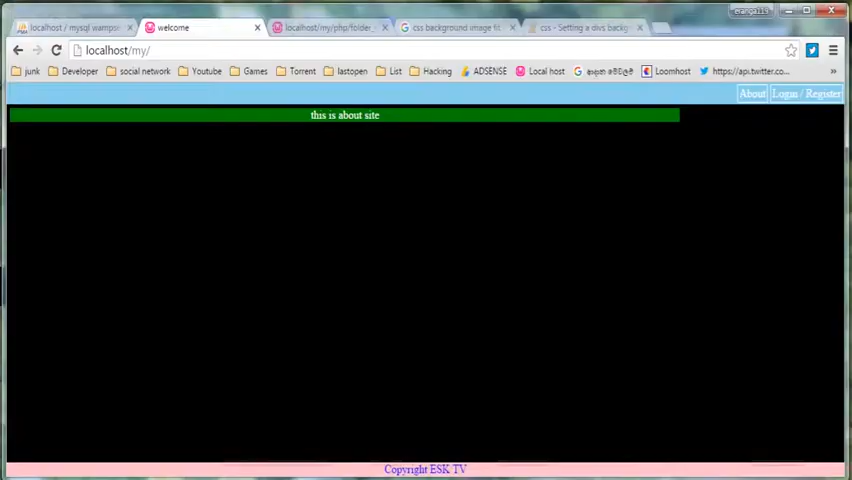 eranga119
localhost / mysql wampse
welcome
localhost/my/php/folder_
css background image fit
css - Setting a divs backg
localhost/my/
junk
Developer
social network
Youtube
Games
Torrent
lastopen
List
Hacking
ADSENSE
Local host
Loomhost
https://api.twitter.co...
»
About
Login / Register
this is about site
Copyright ESK TV